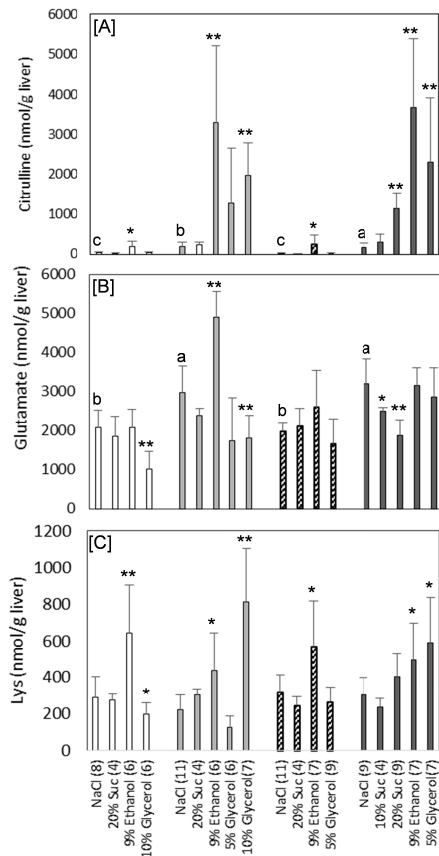 [A]
Citrulline (nmol/g liver)
6000
5000
4000
3000
2000
1000
0
c * b ** ** c * a ** ** **
[B]
Glutamate (nmol/g liver)
6000
5000
4000
3000
2000
1000
0
b ** a ** ** b a * **
[C]
Lys (nmol/g liver)
1200
1000
800
600
400
200
0
** * * ** * * *
NaCl (8)
20% Suc (4)
9% Ethanol (6)
10% Glycerol (6)
NaCl (11)
20% Suc (4)
9% Ethanol (6)
5% Glycerol (6)
10% Glycerol(7)
NaCl (11)
20% Suc (4)
9% Ethanol (7)
5% Glycerol (9)
NaCl (9)
10% Suc (4)
20% Suc (9)
9% Ethanol (7)
5% Glycerol(7)